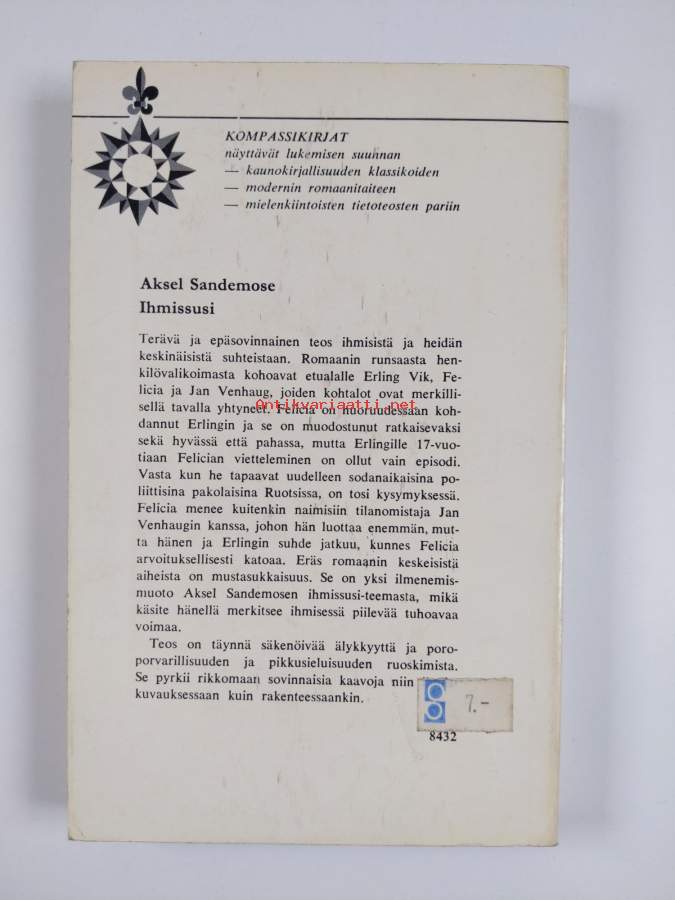 KOMPASSIKIRJAT
näyttävät lukemisen suunnan
— kaunokirjallisuuden klassikoiden
— modernin romaanitaiteen
— mielenkiintoisten tietoteosten pariin
Aksel Sandemose
Ihmissusi
Terävä ja epäsovinnainen teos ihmisistä ja heidän
keskinäisistä suhteistaan. Romaanin runsaasta hen-
kilövalikoimasta kohoavat etualalle Erling Vik, Fe-
licia ja Jan Venhaug, joiden kohtalot ovat merkilli-
sellä tavalla yhtyneet. Felicia on nuoruudessaan koh-
Antikvariaatti.net
dannut Erlingin ja se on muodostunut ratkaisevaksi
sekä hyvässä että pahassa, mutta Erlingille 17-vuo-
tiaan Felician vietteleminen on ollut vain episodi.
Vasta kun he tapaavat uudelleen sodanaikaisina po-
liittisina pakolaisina Ruotsissa, on tosi kysymyksessä.
Felicia menee kuitenkin naimisiin tilanomistaja Jan
Venhaugin kanssa, johon hän luottaa enemmän, mut-
ta hänen ja Erlingin suhde jatkuu, kunnes Felicia
arvoituksellisesti katoaa. Eräs romaanin keskeisistä
aiheista on mustasukkaisuus. Se on yksi ilmenemis-
muoto Aksel Sandemosen ihmissusi-teemasta, mikä
käsite hänellä merkitsee ihmisessä piilevää tuhoavaa
voimaa.
Teos on täynnä säkenöivää älykkyyttä ja poro-
porvarillisuuden ja pikkusieluisuuden ruoskimista.
Se pyrkii rikkomaan sovinnaisia kaavoja niin
kuvauksessaan kuin rakenteessaankin.
7.-
8432